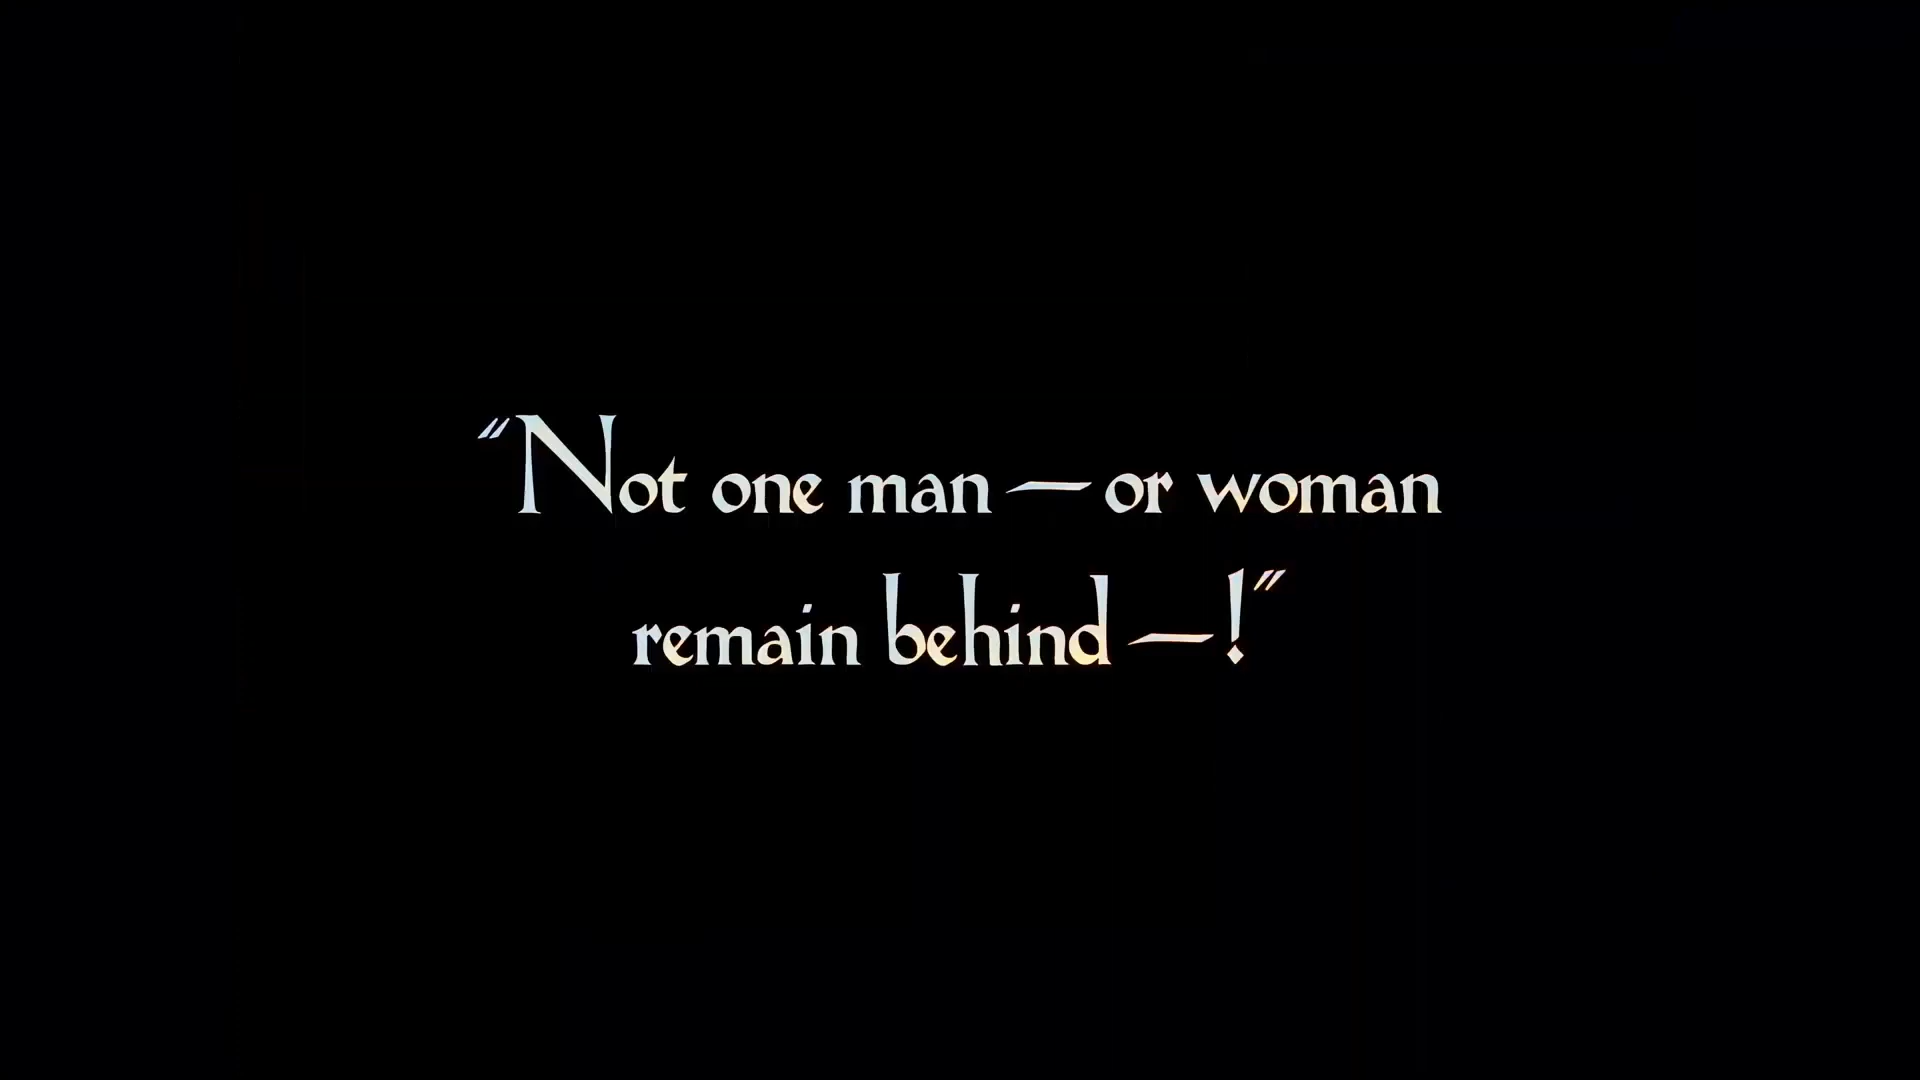 "Not one man — or woman
remain behind — !"